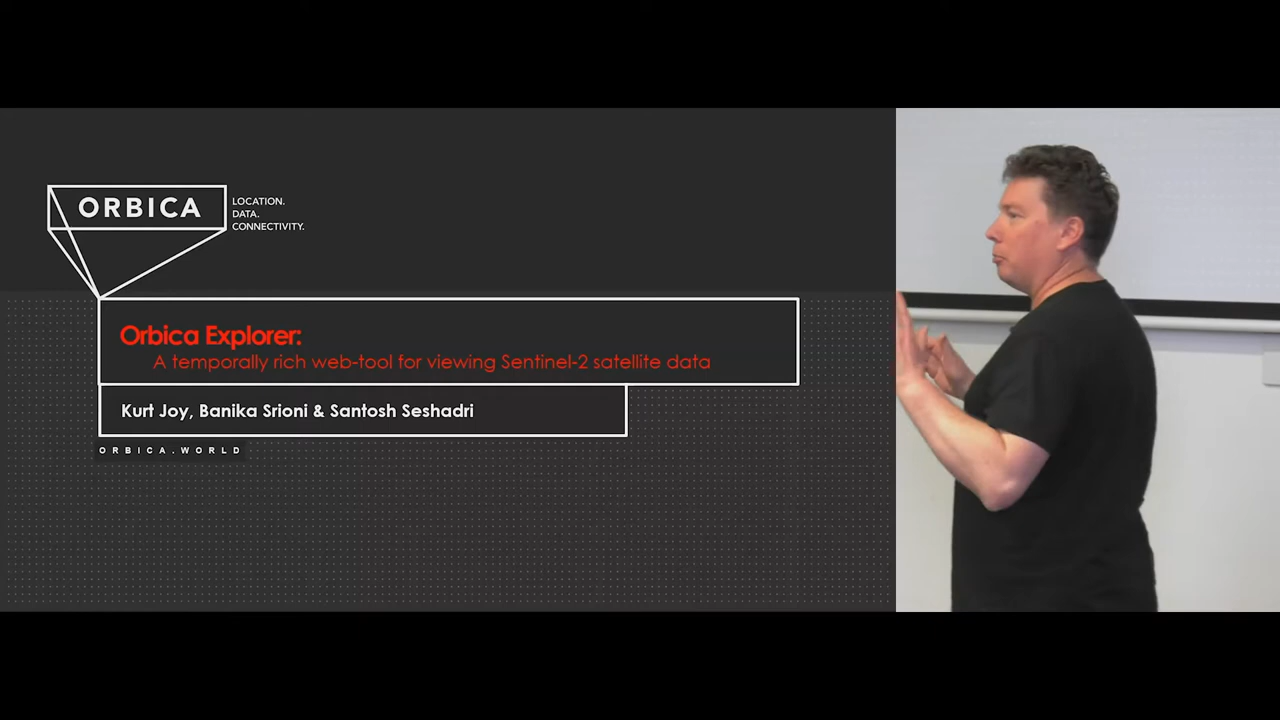 ORBICA
LOCATION.
DATA.
CONNECTIVITY.
Orbica Explorer:
A temporally rich web-tool for viewing Sentinel-2 satellite data
Kurt Joy, Banika Srioni & Santosh Seshadri
ORBICA.WORLD